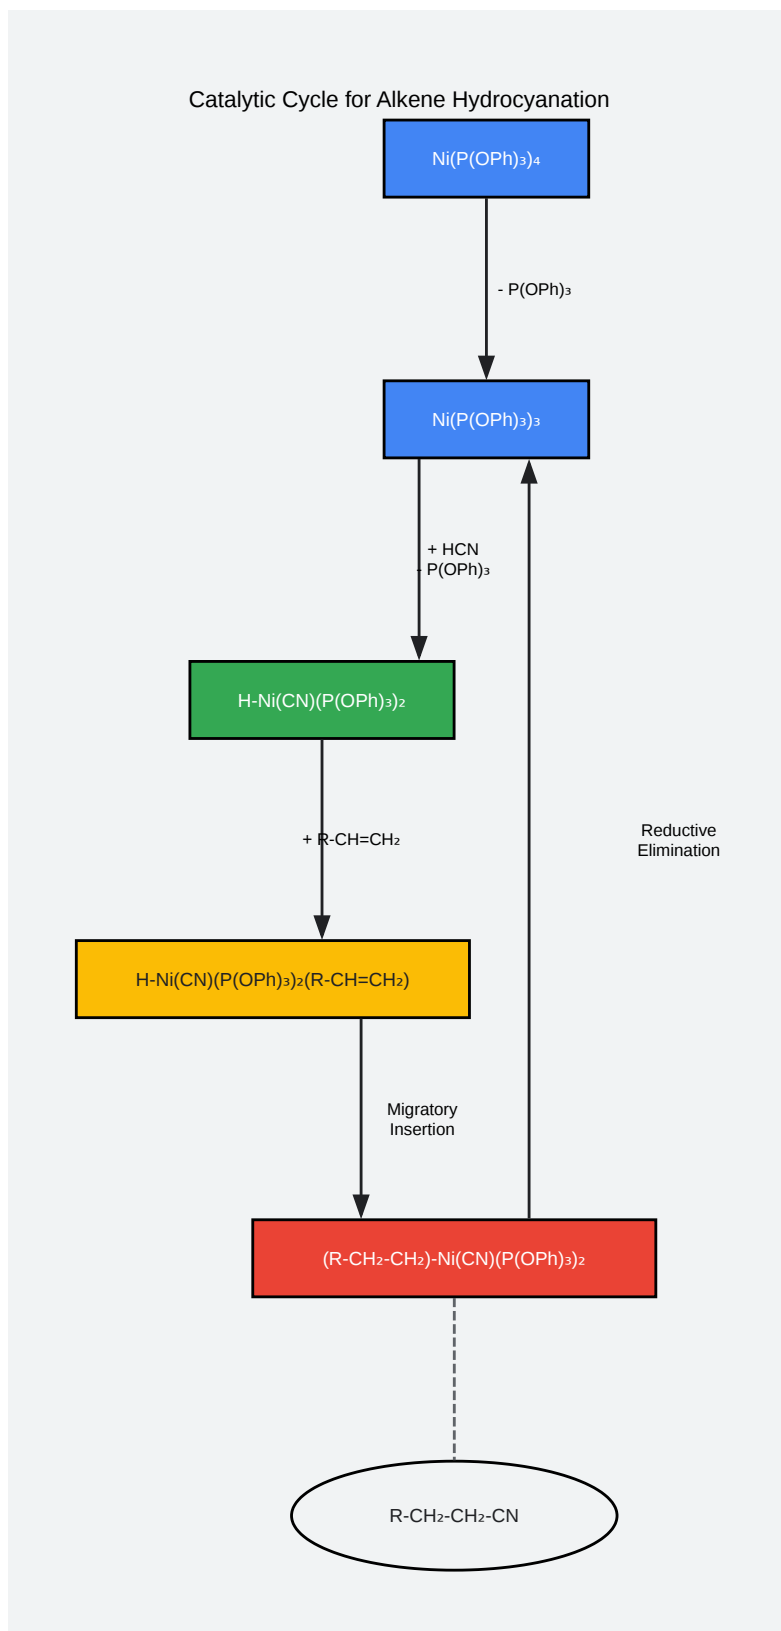 Catalytic Cycle for Alkene Hydrocyanation
Ni(P(OPh)₃)₄
- P(OPh)₃
Ni(P(OPh)₃)₃
+ HCN
- P(OPh)₃
H-Ni(CN)(P(OPh)₃)₂
+ R-CH=CH₂
Reductive
Elimination
H-Ni(CN)(P(OPh)₃)₂(R-CH=CH₂)
Migratory
Insertion
(R-CH₂-CH₂)-Ni(CN)(P(OPh)₃)₂
R-CH₂-CH₂-CN